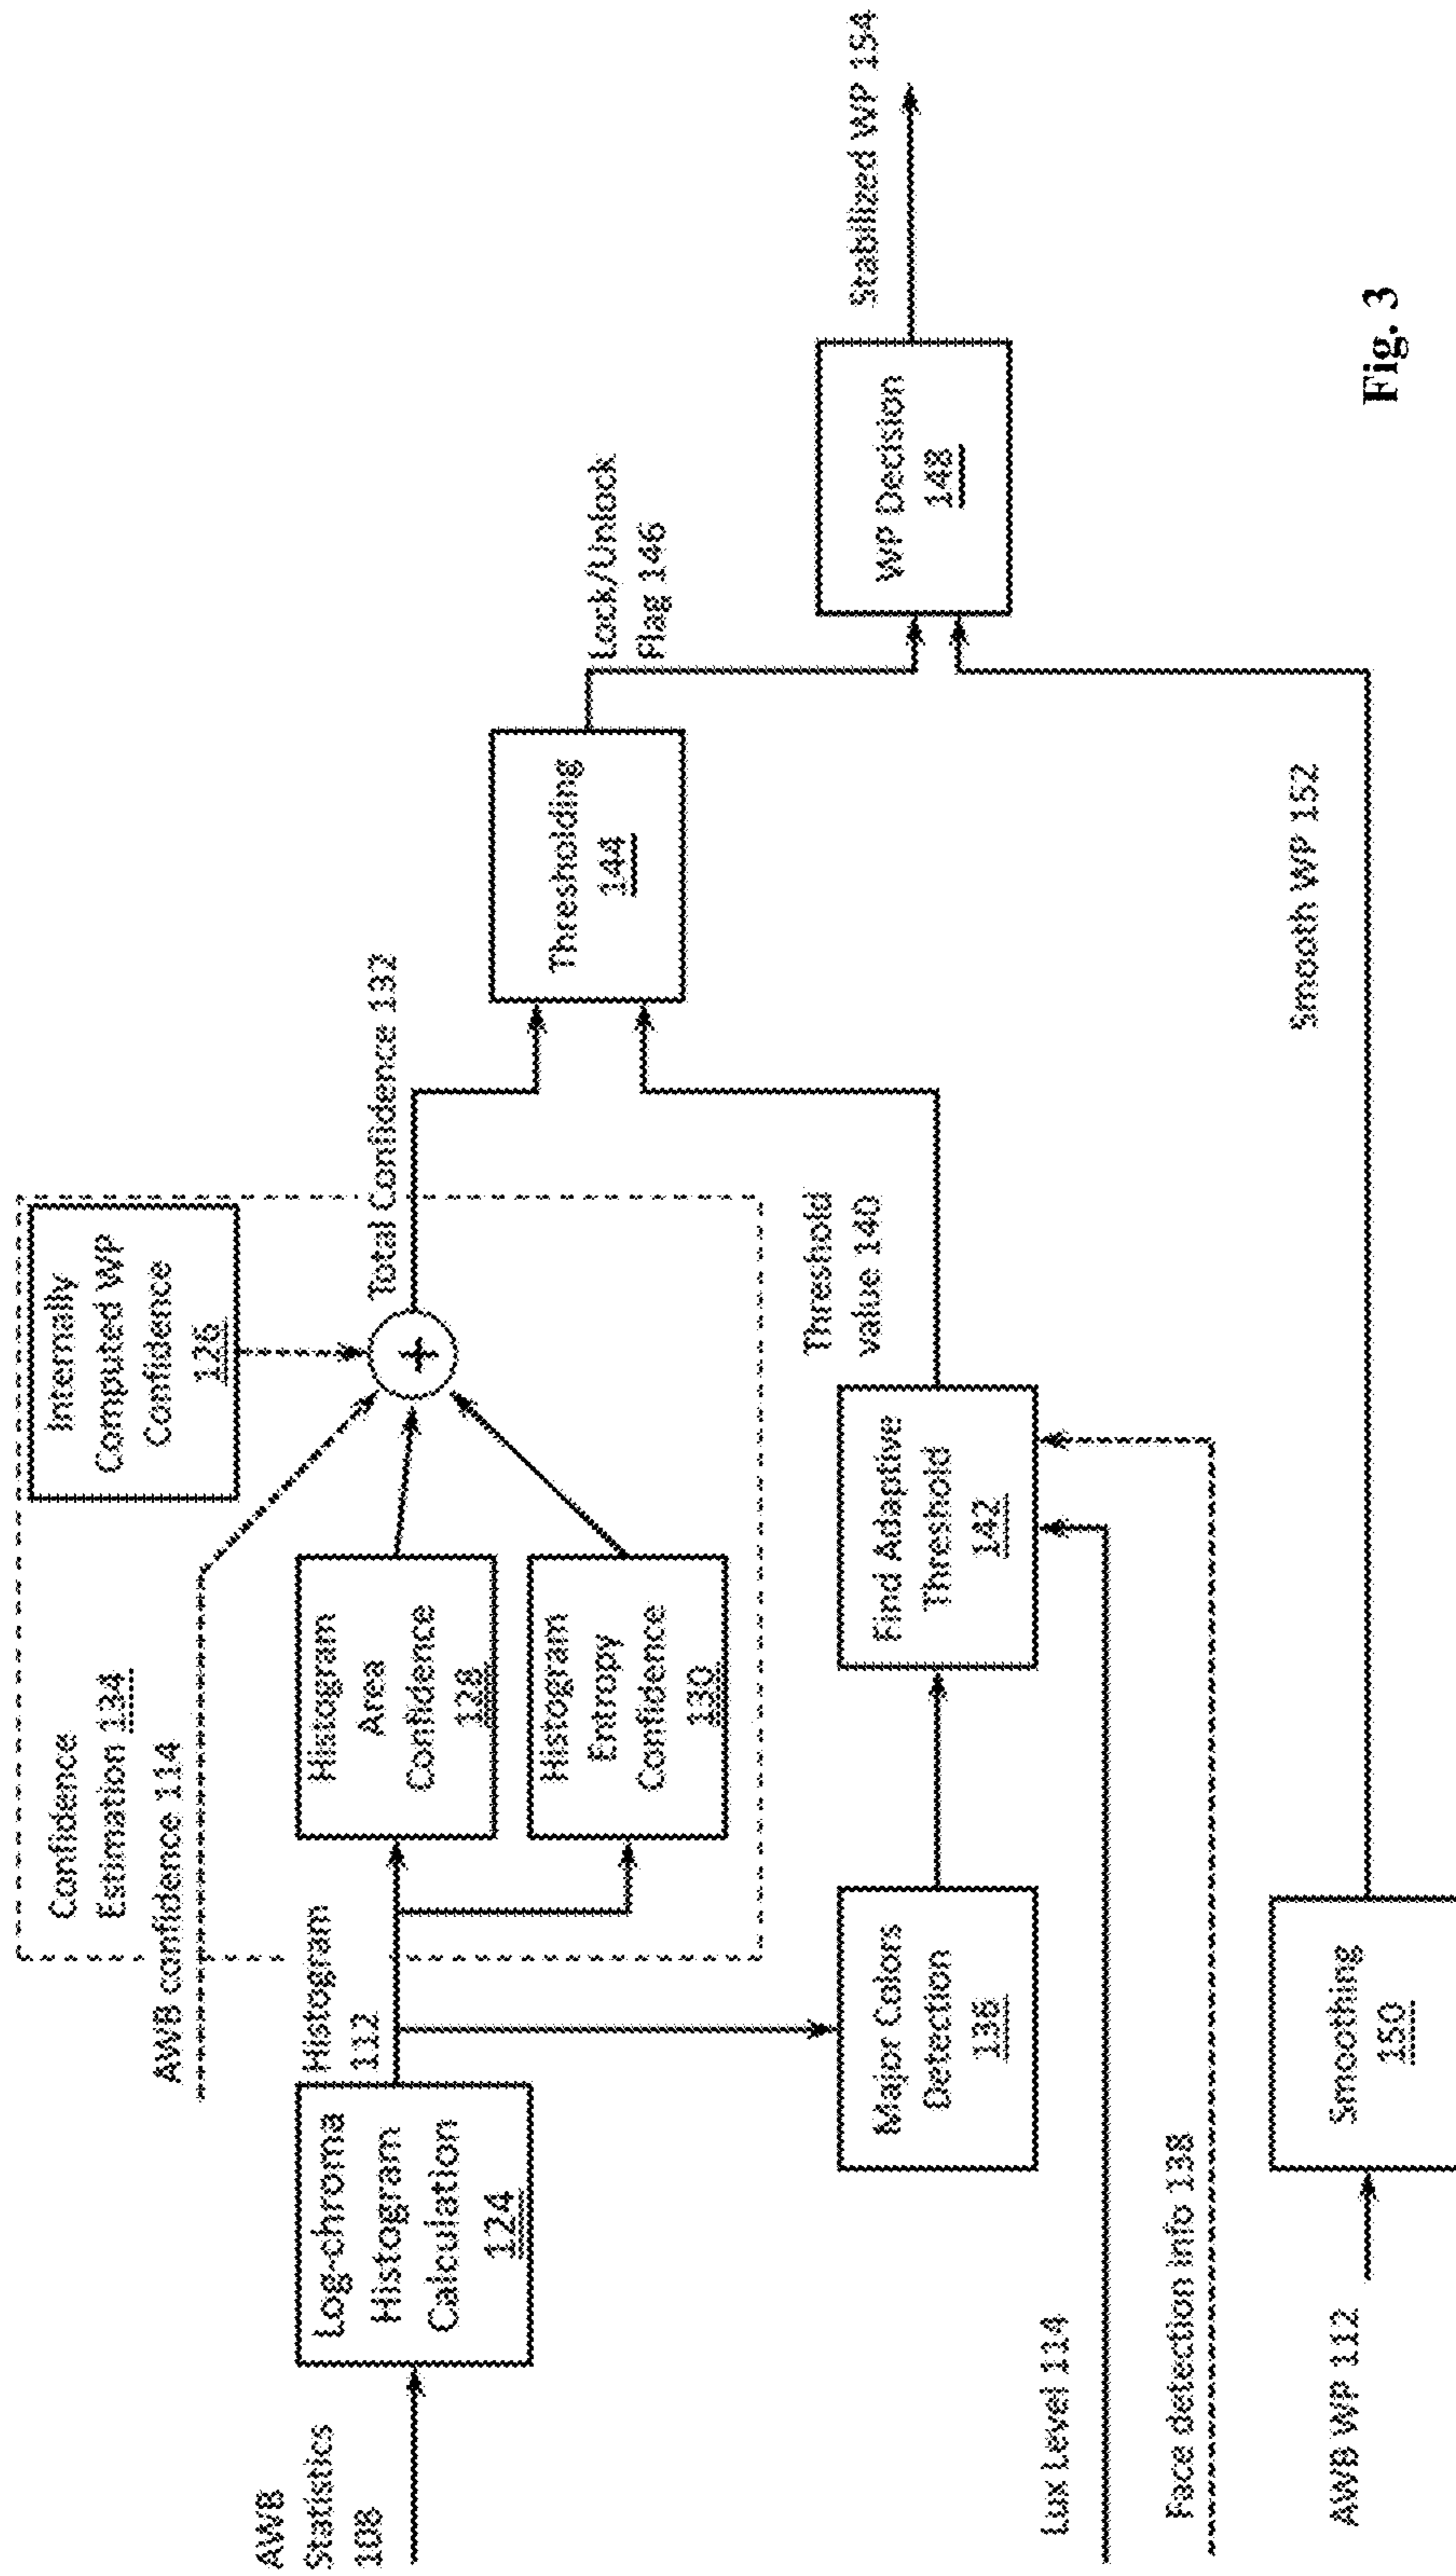 Confidence
Estimation 134
AWB confidence 114
Internally
Computed WP
Confidence
126
AWB
Statistics
108
Log-chroma
Histogram
Calculation
124
Histogram
112
Histogram
Area
Confidence
128
Histogram
Entropy
Confidence
130
+
Total Confidence 132
Major Colors
Detection
136
Find Adaptive
Threshold
142
Threshold
value 140
Thresholding
144
Lock/Unlock
Flag 146
WP Decision
148
Stabilized WP 154
Lux Level 114
Face detection info 138
AWB WP 112
Smoothing
150
Smooth WP 152
Fig. 3